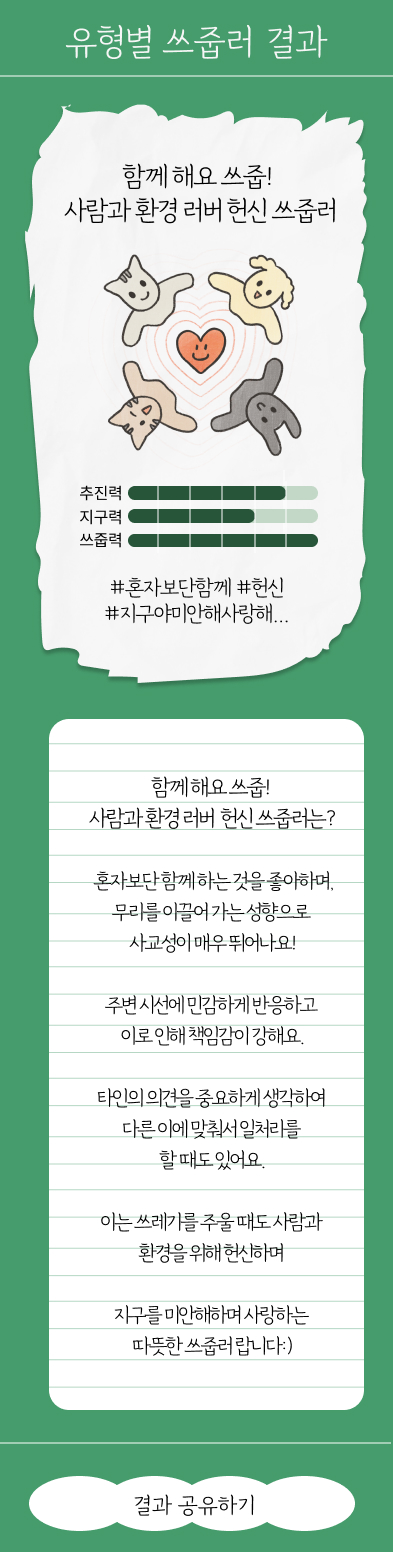 유형별 쓰줍러 결과
함께 해요 쓰줍!
사람과 환경 러버 헌신 쓰줍러
추진력
지구력
쓰줍력
#혼자보단함께 #헌신
#지구야미안해사랑해...
함께 해요 쓰줍!
사람과 환경 러버 헌신 쓰줍러는?
혼자보단 함께 하는 것을 좋아하며,
무리를 이끌어 가는 성향으로
사교성이 매우 뛰어나요!
주변 시선에 민감하게 반응하고
이로 인해 책임감이 강해요.
타인의 의견을 중요하게 생각하여
다른 이에 맞춰서 일처리를
할 때도 있어요.
이는 쓰레기를 주울 때도 사람과
환경을 위해 헌신하며
지구를 미안해하며 사랑하는
따뜻한 쓰줍러 랍니다:)
결과 공유하기